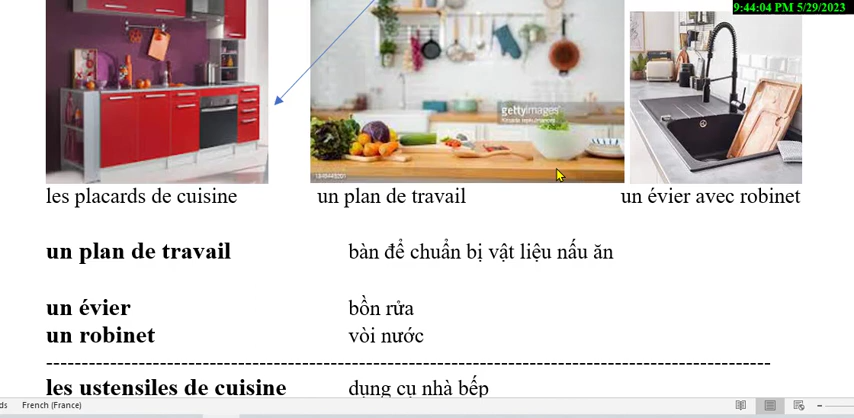 9:44:04 PM 5/29/2023
gettyimages
les placards de cuisine
un plan de travail
un évier avec robinet
un plan de travail bàn để chuẩn bị vật liệu nấu ăn
un évier bồn rửa
un robinet vòi nước
-----------------------------------------------------------------------------------
les ustensiles de cuisine dụng cụ nhà bếp
French (France)